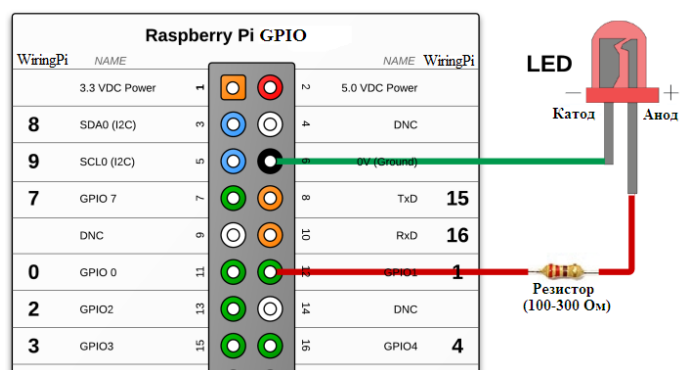 Raspberry Pi GPIO
WiringPi NAME NAME WiringPi
3.3 VDC Power 1 2 5.0 VDC Power
8 SDA0 (I2C) 3 4 DNC
9 SCL0 (I2C) 5 6 0V (Ground)
7 GPIO 7 7 8 TxD 15
DNC 9 10 RxD 16
0 GPIO 0 11 12 GPIO1 1
2 GPIO2 13 14 DNC
3 GPIO3 15 16 GPIO4 4
LED
− +
Катод Анод
Резистор
(100-300 Ом)